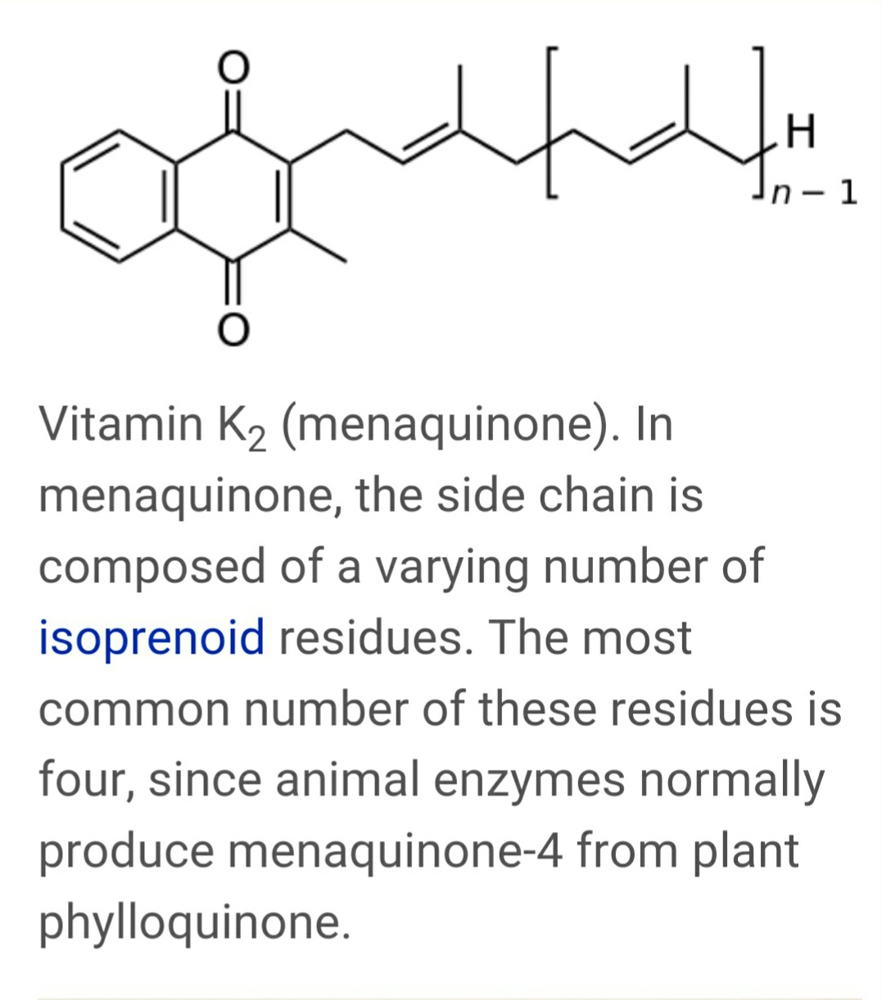 O
H
n − 1
O
Vitamin K₂ (menaquinone). In
menaquinone, the side chain is
composed of a varying number of
isoprenoid residues. The most
common number of these residues is
four, since animal enzymes normally
produce menaquinone-4 from plant
phylloquinone.